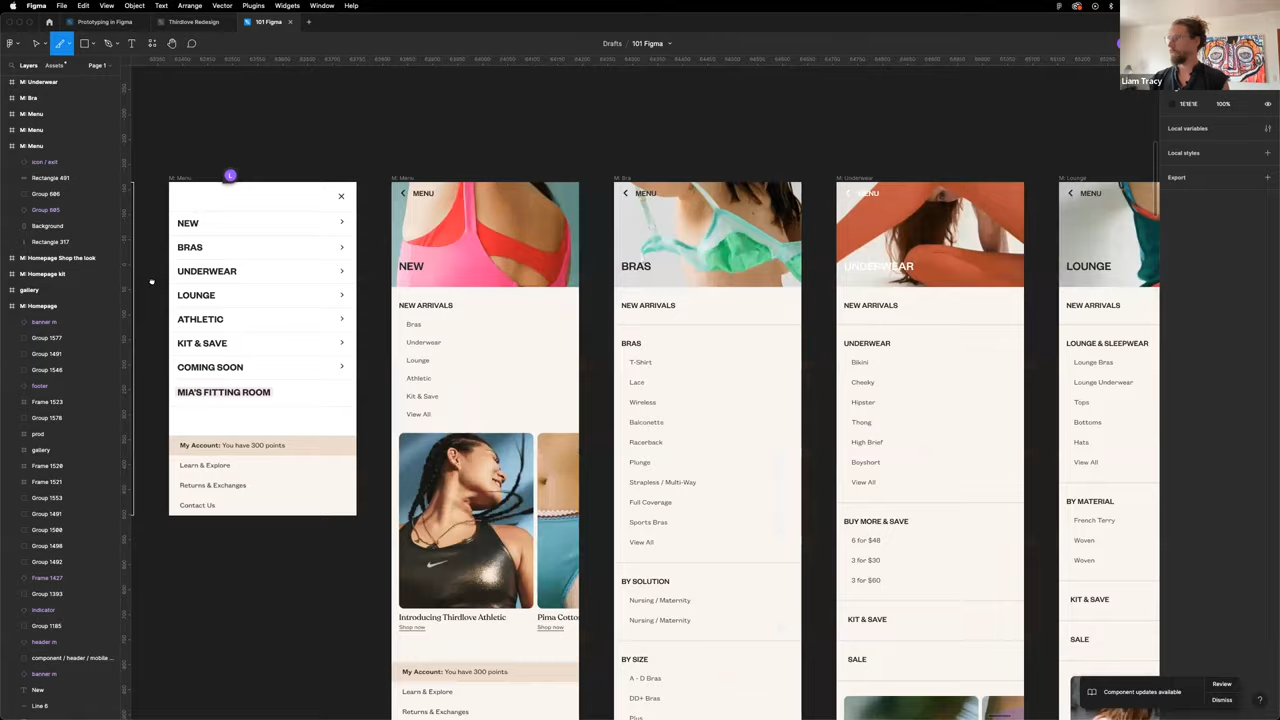 Figma File Edit View Object Text Arrange Vector Plugins Widgets Window Help
Prototyping in Figma
Thirdlove Redesign
101 Figma
Drafts / 101 Figma
Liam Tracy
Layers Assets Page 1
M: Underwear
M: Bra
M: Menu
M: Menu
M: Menu
icon / exit
Rectangle 491
Group 606
Group 605
Background
Rectangle 317
M: Homepage Shop the look
M: Homepage kit
gallery
M: Homepage
banner m
Group 1577
Group 1491
Group 1546
footer
Frame 1523
Group 1578
prod
gallery
Frame 1520
Frame 1521
Group 1553
Group 1491
Group 1500
Group 1498
Group 1492
Frame 1427
Group 1393
indicator
Group 1185
header m
component / header / mobile ...
banner m
New
Line 6
M: Menu
L
NEW
BRAS
UNDERWEAR
LOUNGE
ATHLETIC
KIT & SAVE
COMING SOON
MIA'S FITTING ROOM
My Account: You have 300 points
Learn & Explore
Returns & Exchanges
Contact Us
M: Menu
MENU
NEW
NEW ARRIVALS
Bras
Underwear
Lounge
Athletic
Kit & Save
View All
Introducing Thirdlove Athletic
Shop now
Pima Cotto
Shop now
My Account: You have 300 points
Learn & Explore
Returns & Exchanges
M: Bra
MENU
BRAS
NEW ARRIVALS
BRAS
T-Shirt
Lace
Wireless
Balconette
Racerback
Plunge
Strapless / Multi-Way
Full Coverage
Sports Bras
View All
BY SOLUTION
Nursing / Maternity
Nursing / Maternity
BY SIZE
A - D Bras
DD+ Bras
Plus
M: Underwear
MENU
UNDERWEAR
NEW ARRIVALS
UNDERWEAR
Bikini
Cheeky
Hipster
Thong
High Brief
Boyshort
View All
BUY MORE & SAVE
6 for $48
3 for $30
3 for $60
KIT & SAVE
SALE
M: Lounge
MENU
LOUNGE
NEW ARRIVALS
LOUNGE & SLEEPWEAR
Lounge Bras
Lounge Underwear
Tops
Bottoms
Hats
View All
BY MATERIAL
French Terry
Woven
Woven
KIT & SAVE
SALE
1E1E1E 100%
Local variables
Local styles
Export
Component updates available
Review
Dismiss
?